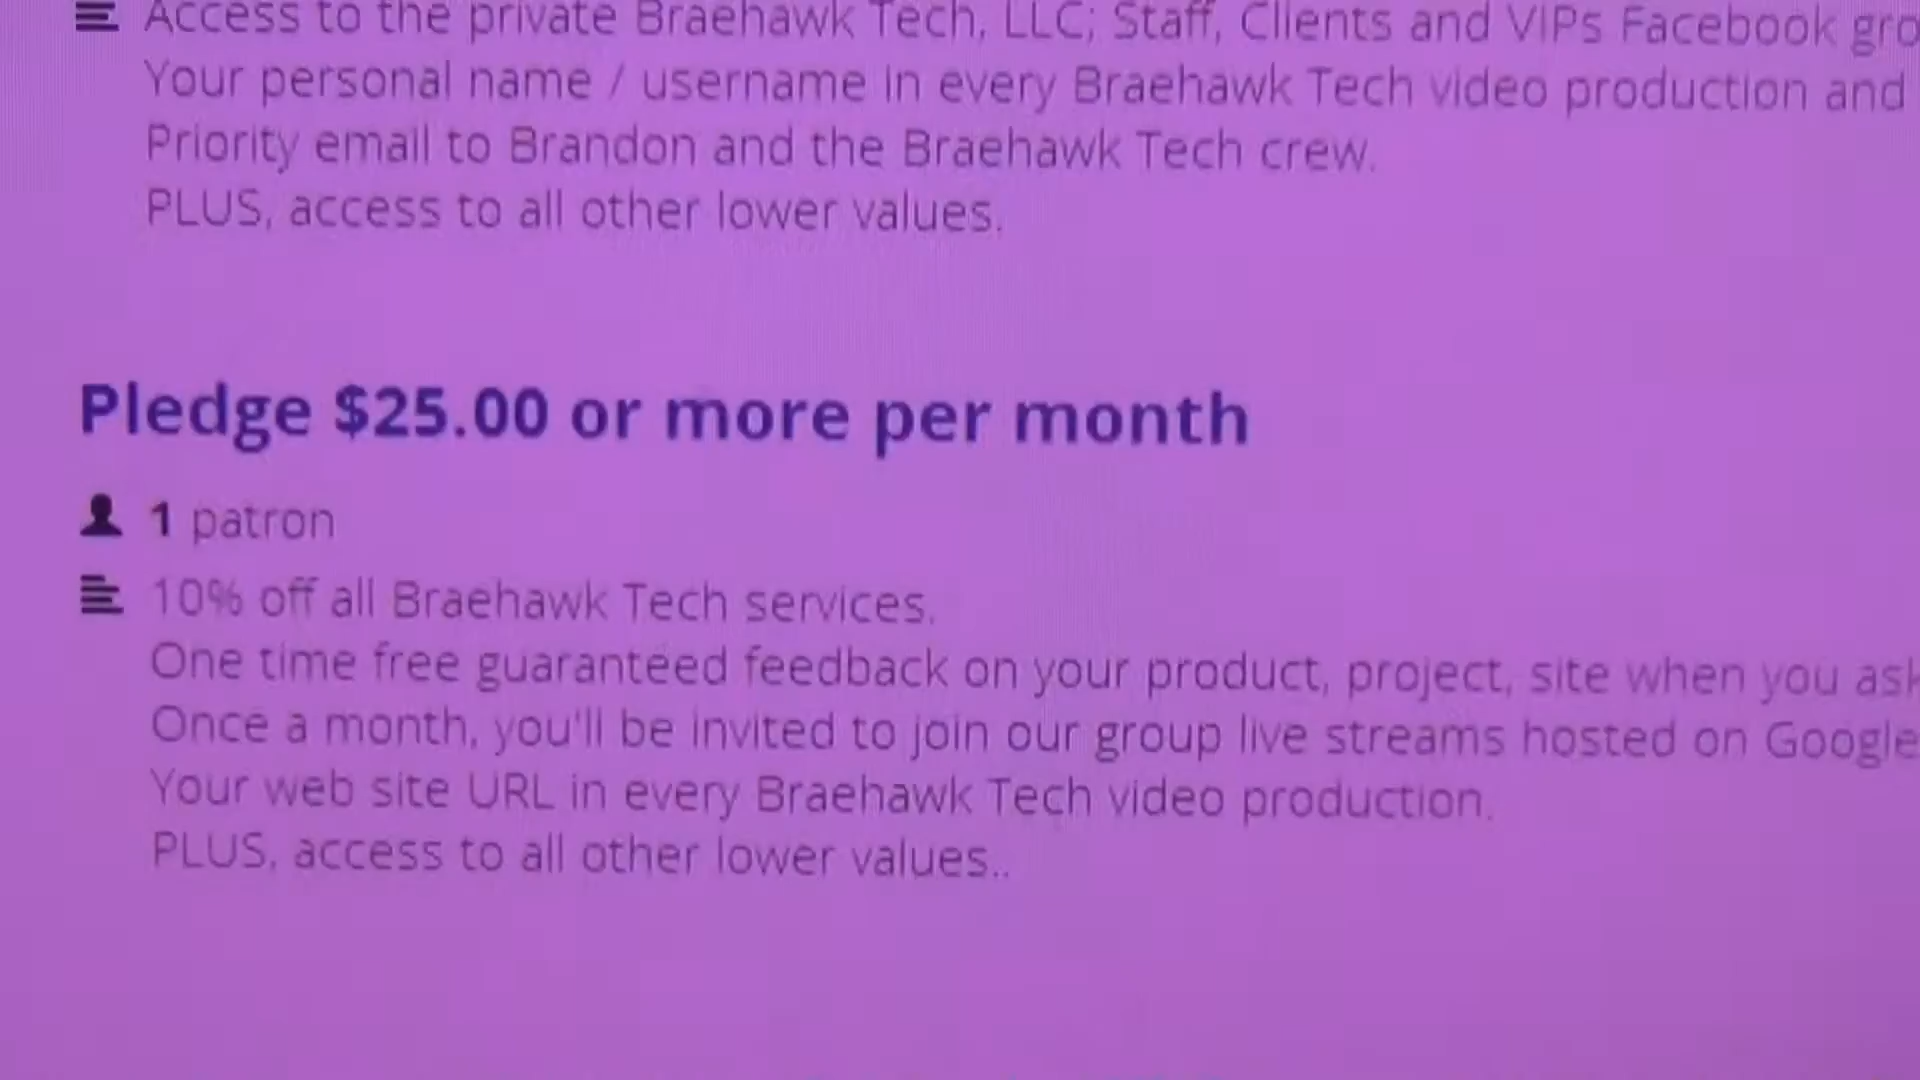 Access to the private Braehawk Tech, LLC; Staff, Clients and VIPs Facebook gro
Your personal name / username in every Braehawk Tech video production and
Priority email to Brandon and the Braehawk Tech crew.
PLUS, access to all other lower values.
Pledge $25.00 or more per month
1 patron
10% off all Braehawk Tech services.
One time free guaranteed feedback on your product, project, site when you ask
Once a month, you'll be invited to join our group live streams hosted on Google
Your web site URL in every Braehawk Tech video production.
PLUS, access to all other lower values..